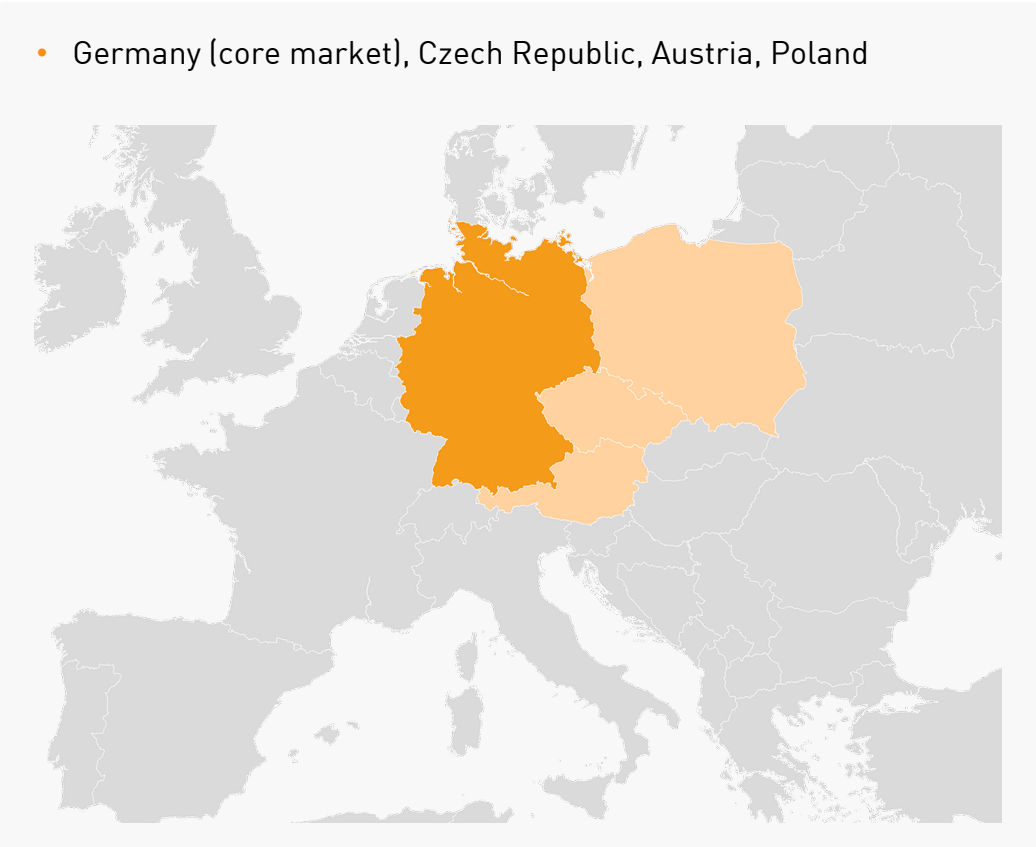 • Germany (core market), Czech Republic, Austria, Poland